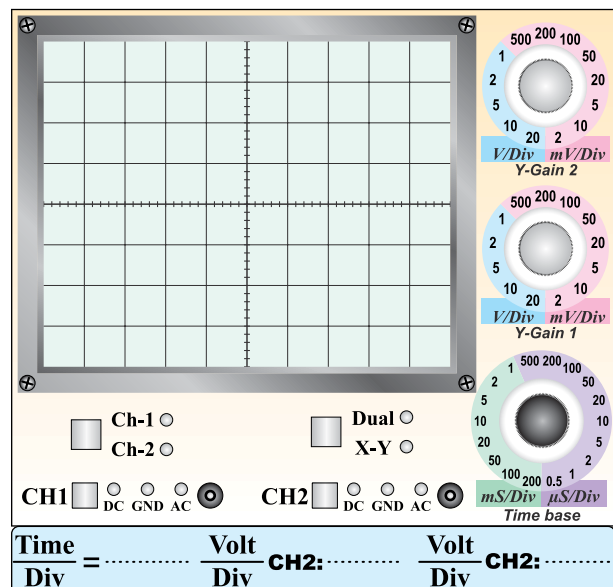 500 200 100 50 20 10 5 2 1 2 5 10 20
V/Div mV/Div
Y-Gain 2
500 200 100 50 20 10 5 2 1 2 5 10 20
V/Div mV/Div
Y-Gain 1
500 200 100 50 20 10 5 2 1 0.5 1 2 5 10 20 50 100 200
mS/Div µS/Div
Time base
Ch-1
Ch-2
Dual
X-Y
CH1 DC GND AC
CH2 DC GND AC
Time
Div
= ············
Volt
Div
CH2: ············
Volt
Div
CH2: ············